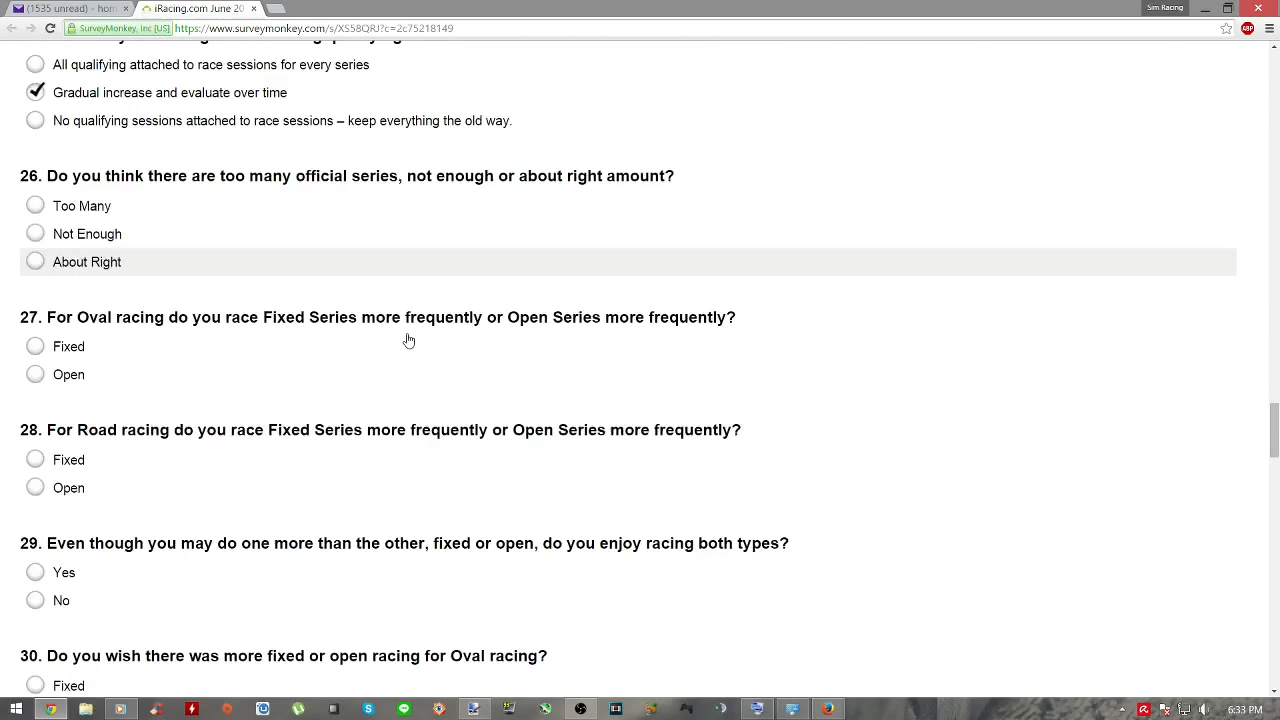 (1535 unread) - hom
iRacing.com June 20
Sim Racing
SurveyMonkey, Inc [US]
https://www.surveymonkey.com/s/XS58QRJ?c=2c75218149
ABP
All qualifying attached to race sessions for every series
Gradual increase and evaluate over time
No qualifying sessions attached to race sessions – keep everything the old way.
26. Do you think there are too many official series, not enough or about right amount?
Too Many
Not Enough
About Right
27. For Oval racing do you race Fixed Series more frequently or Open Series more frequently?
Fixed
Open
28. For Road racing do you race Fixed Series more frequently or Open Series more frequently?
Fixed
Open
29. Even though you may do one more than the other, fixed or open, do you enjoy racing both types?
Yes
No
30. Do you wish there was more fixed or open racing for Oval racing?
Fixed
6:33 PM